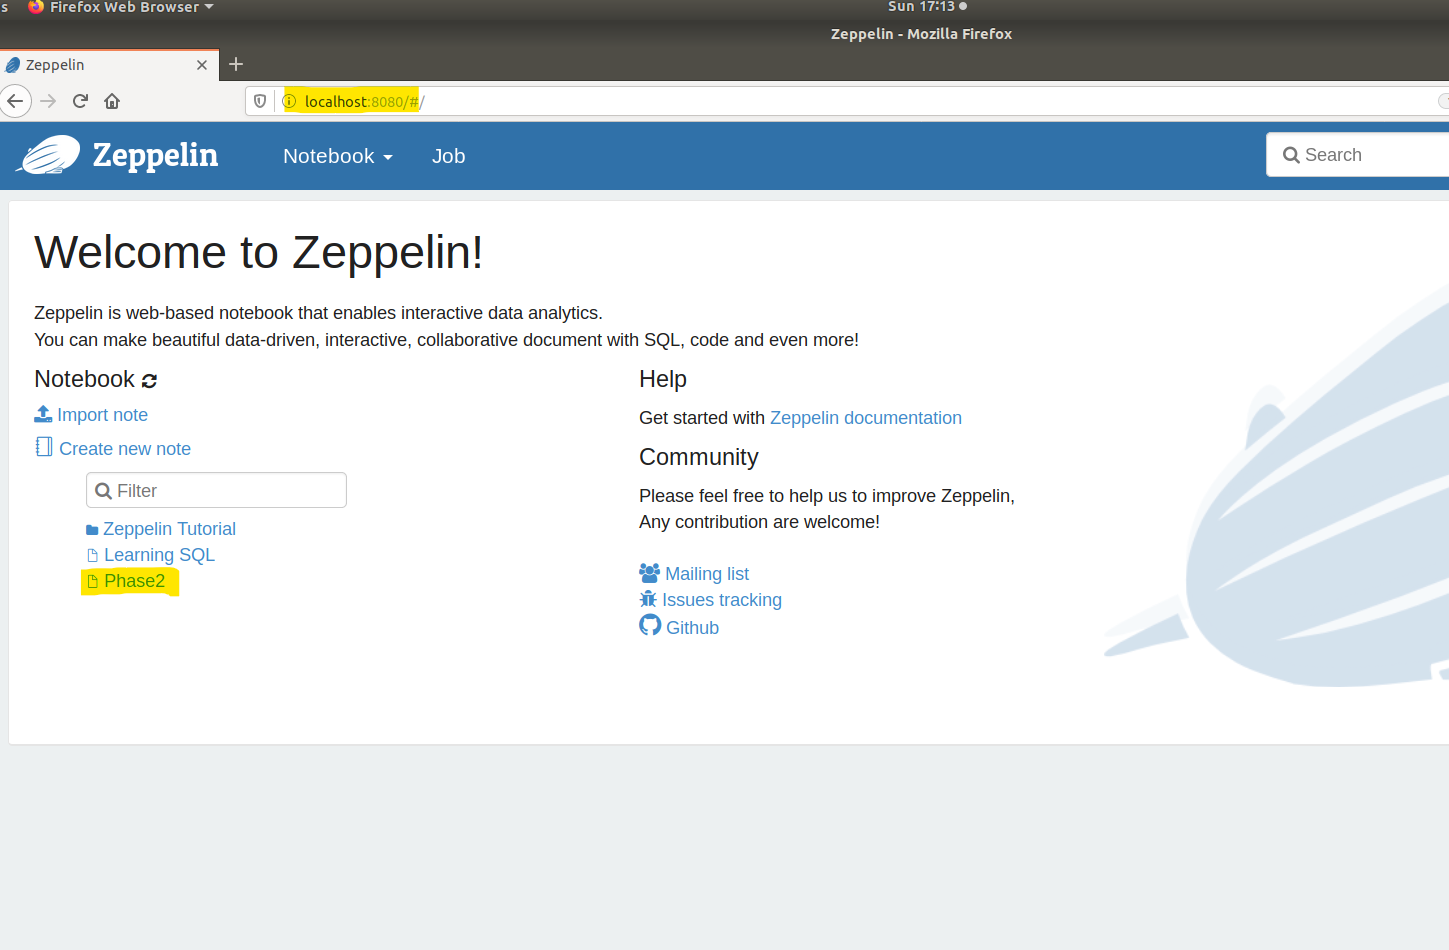 s Firefox Web Browser Sun 17:13
Zeppelin - Mozilla Firefox
Zeppelin
localhost:8080/#/
Zeppelin Notebook Job Search
Welcome to Zeppelin!
Zeppelin is web-based notebook that enables interactive data analytics.
You can make beautiful data-driven, interactive, collaborative document with SQL, code and even more!
Notebook
Import note
Create new note
Filter
Zeppelin Tutorial
Learning SQL
Phase2
Help
Get started with Zeppelin documentation
Community
Please feel free to help us to improve Zeppelin,
Any contribution are welcome!
Mailing list
Issues tracking
Github